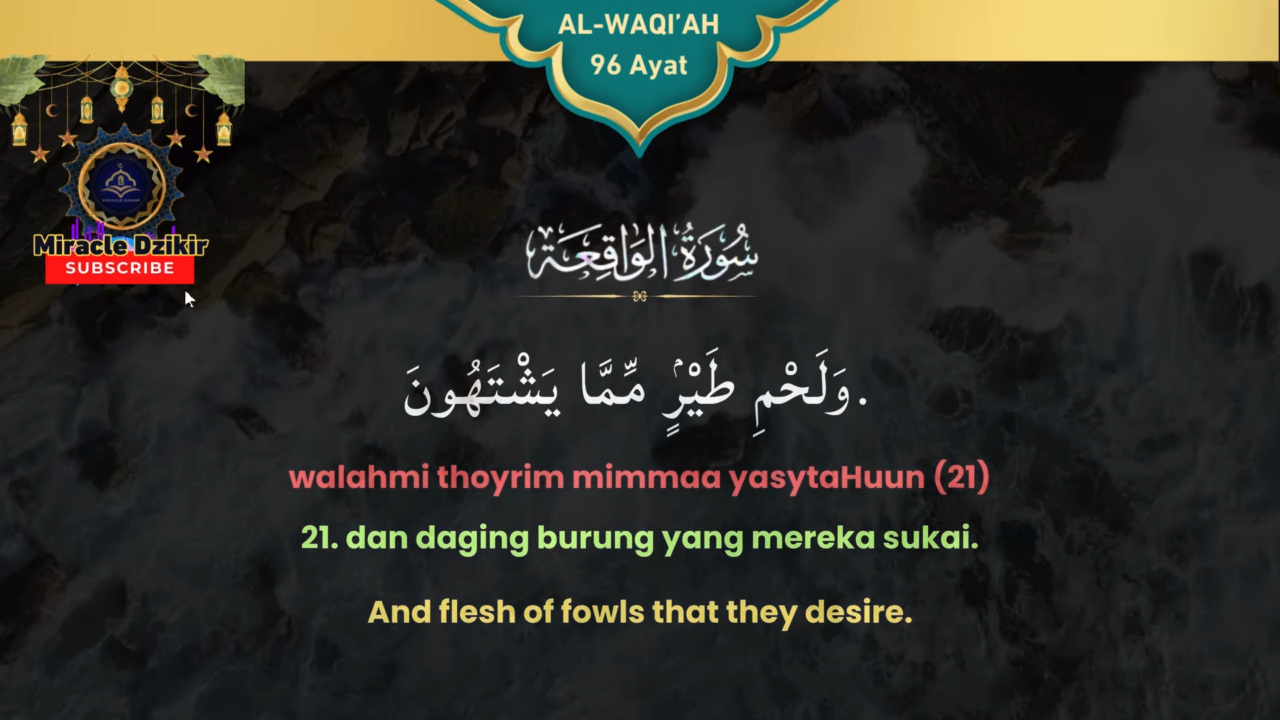 AL-WAQI'AH
96 Ayat
Miracle Dzikir
SUBSCRIBE
سُورَةُ الوَاقِعَة
وَلَحْمِ طَيْرٍۢ مِّمَّا يَشْتَهُونَ.
walahmi thoyrim mimmaa yasytaHuun (21)
21. dan daging burung yang mereka sukai.
And flesh of fowls that they desire.